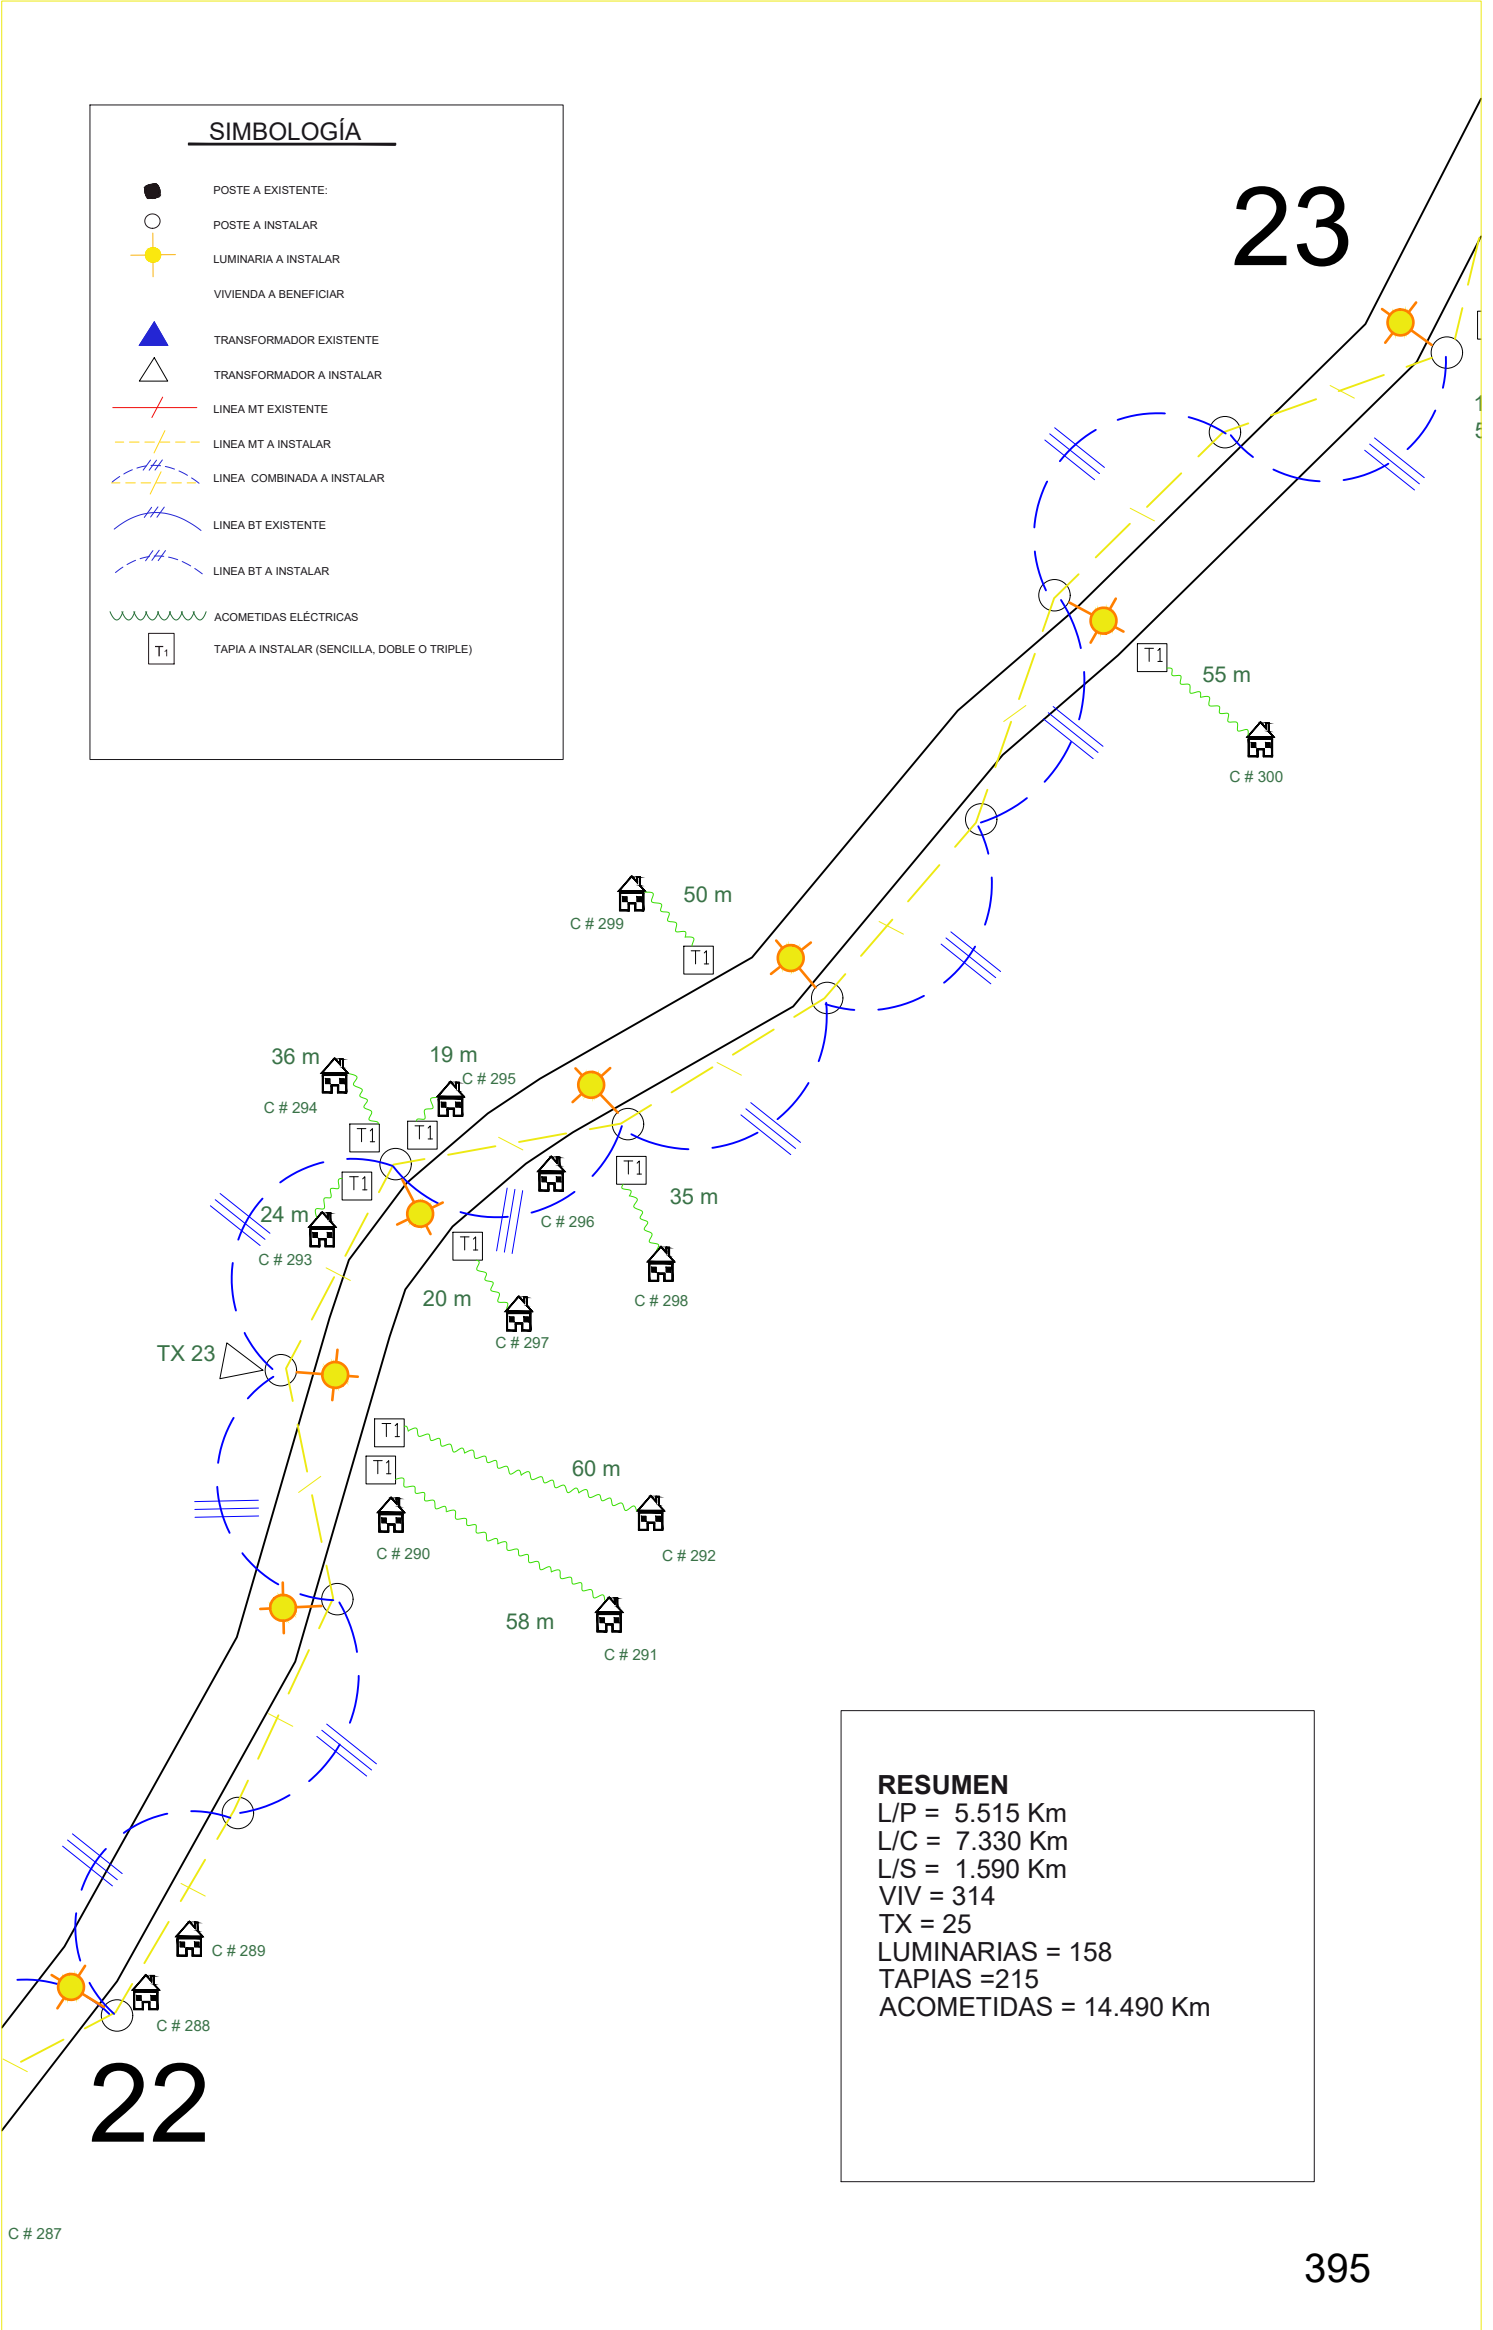 SIMBOLOGÍA
POSTE A EXISTENTE:
POSTE A INSTALAR
LUMINARIA A INSTALAR
VIVIENDA A BENEFICIAR
TRANSFORMADOR EXISTENTE
TRANSFORMADOR A INSTALAR
LINEA MT EXISTENTE
LINEA MT A INSTALAR
LINEA COMBINADA A INSTALAR
LINEA BT EXISTENTE
LINEA BT A INSTALAR
ACOMETIDAS ELÉCTRICAS
T1
TAPIA A INSTALAR (SENCILLA, DOBLE O TRIPLE)
23
T1
55 m
C # 300
50 m
C # 299
T1
36 m
C # 294
T1
19 m
C # 295
T1
T1
24 m
C # 293
C # 296
T1
35 m
C # 298
T1
20 m
C # 297
TX 23
T1
60 m
C # 292
T1
C # 290
58 m
C # 291
C # 289
C # 288
22
C # 287
RESUMEN
L/P = 5.515 Km
L/C = 7.330 Km
L/S = 1.590 Km
VIV = 314
TX = 25
LUMINARIAS = 158
TAPIAS =215
ACOMETIDAS = 14.490 Km
395